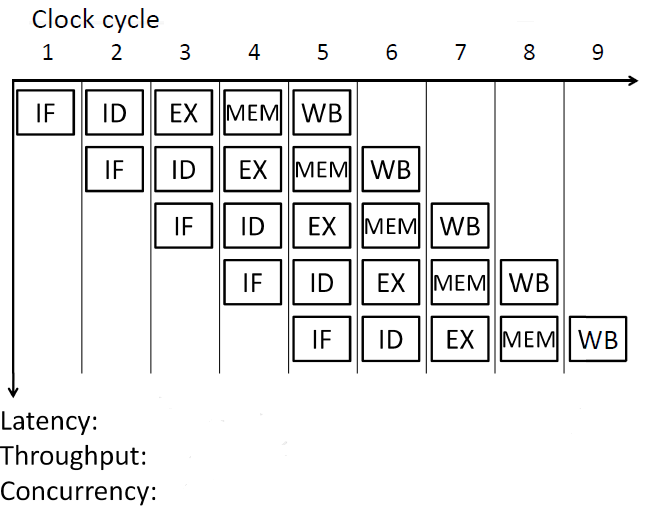 Clock cycle
1 2 3 4 5 6 7 8 9
IF ID EX MEM WB
IF ID EX MEM WB
IF ID EX MEM WB
IF ID EX MEM WB
IF ID EX MEM WB
Latency:
Throughput:
Concurrency: